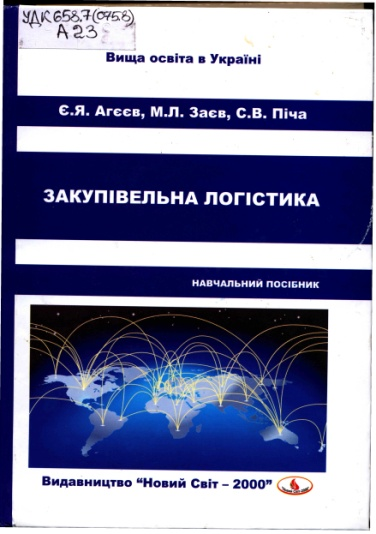 УДК 658.7(075.8)
А 23
Вища освіта в Україні
Є.Я. Агєєв, М.Л. Заєв, С.В. Піча
ЗАКУПІВЕЛЬНА ЛОГІСТИКА
НАВЧАЛЬНИЙ ПОСІБНИК
Видавництво “Новий Світ – 2000”